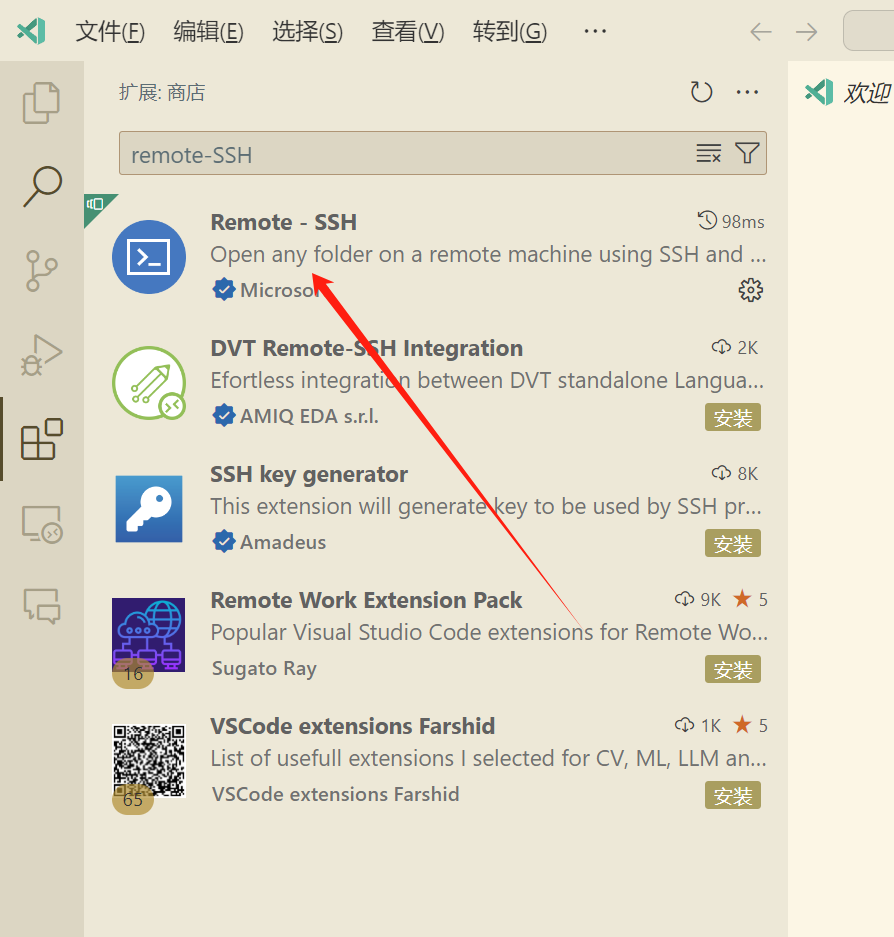 文件(F) 编辑(E) 选择(S) 查看(V) 转到(G) ···
扩展: 商店
欢迎
remote-SSH
Remote - SSH 98ms
Open any folder on a remote machine using SSH and ...
DVT Remote-SSH Integration 2K
Efortless integration between DVT standalone Langua...
AMIQ EDA s.r.l. 安装
SSH key generator 8K
This extension will generate key to be used by SSH pr...
Amadeus 安装
Remote Work Extension Pack 9K 5
Popular Visual Studio Code extensions for Remote Wo...
16 Sugato Ray 安装
VSCode extensions Farshid 1K 5
List of usefull extensions I selected for CV, ML, LLM an...
65 VSCode extensions Farshid 安装